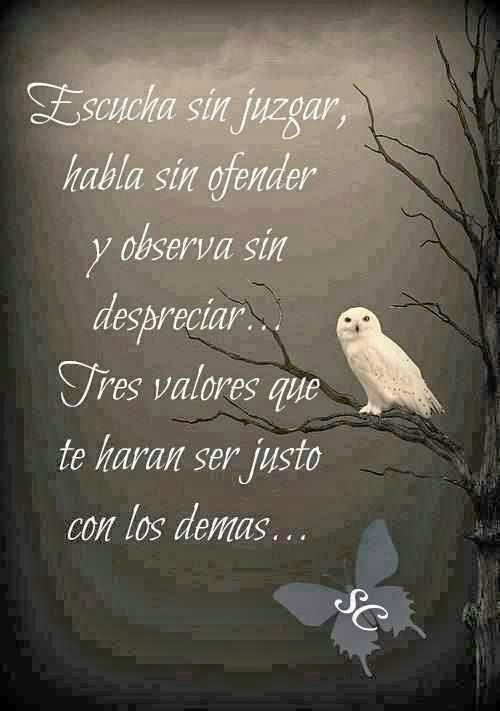 Escucha sin juzgar,
habla sin ofender
y observa sin
despreciar...
Tres valores que
te haran ser justo
con los demas...
SC